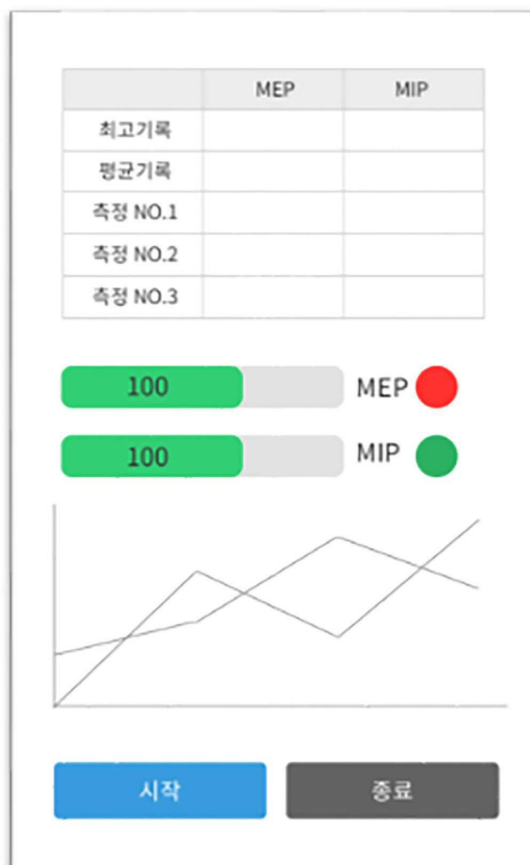 MEP MIP
최고기록
평균기록
측정 NO.1
측정 NO.2
측정 NO.3
100 MEP
100 MIP
시작 종료